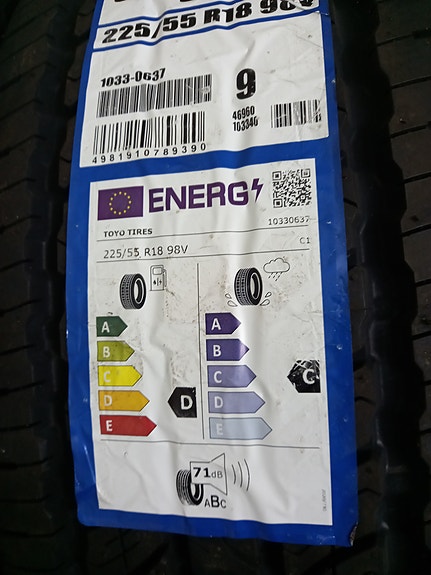 225/55 R18 98V
1033-0637
9
46960
103340
4981910789390
ENERG
TOYO TIRES
10330637
225/55 R18 98V
C1
A
B
C
D
E
D
A
B
C
D
E
C
71dB
ABC